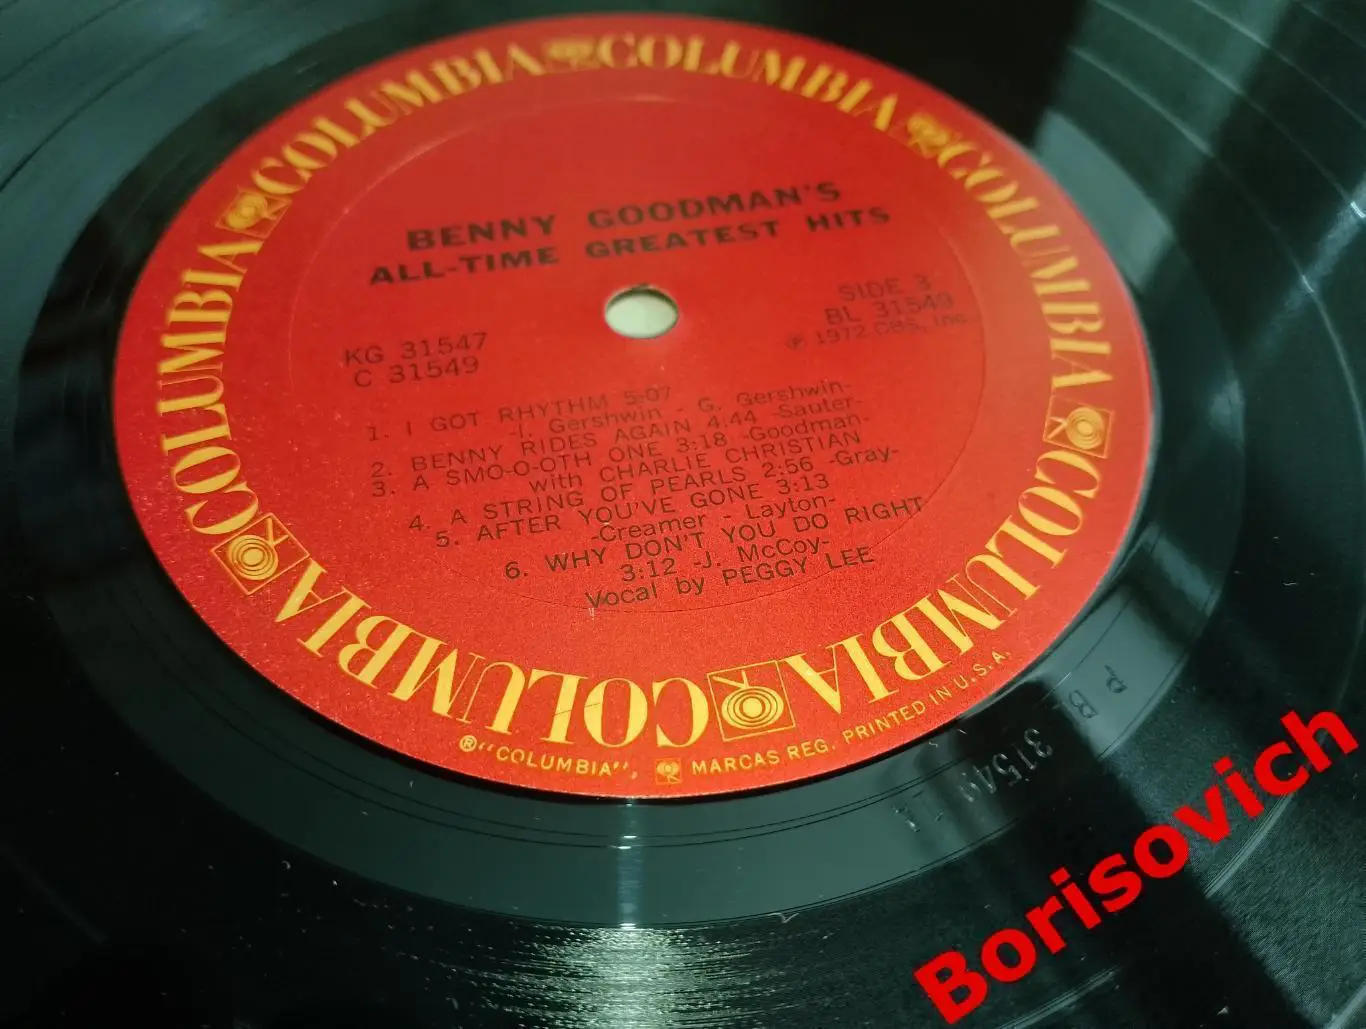 COLUMBIA COLUMBIA COLUMBIA COLUMBIA COLUMBIA COLUMBIA
BENNY GOODMAN'S
ALL-TIME GREATEST HITS
SIDE 3
BL 31549
℗ 1972 CBS, Inc.
KG 31547
C 31549
1. I GOT RHYTHM 5:07
-I. Gershwin - G. Gershwin-
2. BENNY RIDES AGAIN 4:44 -Sauter-
3. A SMO-O-OTH ONE 3:18 -Goodman-
with CHARLIE CHRISTIAN
4. A STRING OF PEARLS 2:56 -Gray-
5. AFTER YOU'VE GONE 3:13
-Creamer - Layton-
6. WHY DON'T YOU DO RIGHT
3:12 -J. McCoy-
Vocal by PEGGY LEE
®"COLUMBIA", MARCAS REG. PRINTED IN U.S.A.
P BL 31549
Borisovich